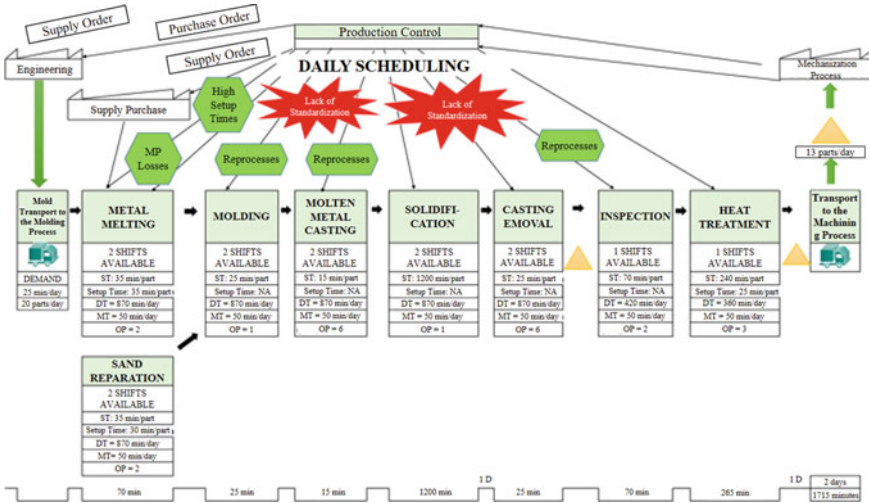 Supply Order
Purchase Order
Supply Order
Production Control
DAILY SCHEDULING
Engineering
Mechanization
Process
Supply Purchase
High
Setup
Times
Lack of
Standardization
Lack of
Standardization
MP
Losses
Reprocesses
Reprocesses
Reprocesses
13 parts/day
Mold
Transport to
the Molding
Process
DEMAND
25 min/day
20 parts/day
METAL
MELTING
2 SHIFTS
AVAILABLE
ST: 35 min/part
Setup Time: 35 min/part
DT = 870 min/day
MT = 50 min/day
OP = 2
MOLDING
2 SHIFTS
AVAILABLE
ST: 25 min/part
Setup Time: NA
DT = 870 min/day
MT = 50 min/day
OP = 1
MOLTEN
METAL
CASTING
2 SHIFTS
AVAILABLE
ST: 15 min/part
Setup Time: NA
DT = 870 min/day
MT = 50 min/day
OP = 6
SOLIDIFI-
CATION
2 SHIFTS
AVAILABLE
ST: 1200 min/part
Setup Time: NA
DT = 870 min/day
MT = 50 min/day
OP = 1
CASTING
EMOVAL
2 SHIFTS
AVAILABLE
ST: 25 min/part
Setup Time: NA
DT = 870 min/day
MT = 50 min/day
OP = 6
INSPECTION
1 SHIFTS
AVAILABLE
ST: 70 min/part
Setup Time: NA
DT = 420 min/day
MT = 50 min/day
OP = 2
HEAT
TREATMENT
1 SHIFTS
AVAILABLE
ST: 240 min/part
Setup Time: 25 min/part
DT = 360 min/day
MT = 50 min/day
OP = 3
Transport
to the
Machinin
g Process
SAND
REPARATION
2 SHIFTS
AVAILABLE
ST: 35 min/part
Setup Time: 30 min/part
DT = 870 min/day
MT= 50 min/day
OP = 2
70 min
25 min
15 min
1200 min
1 D
25 min
70 min
265 min
1 D
2 days
1715 minutes